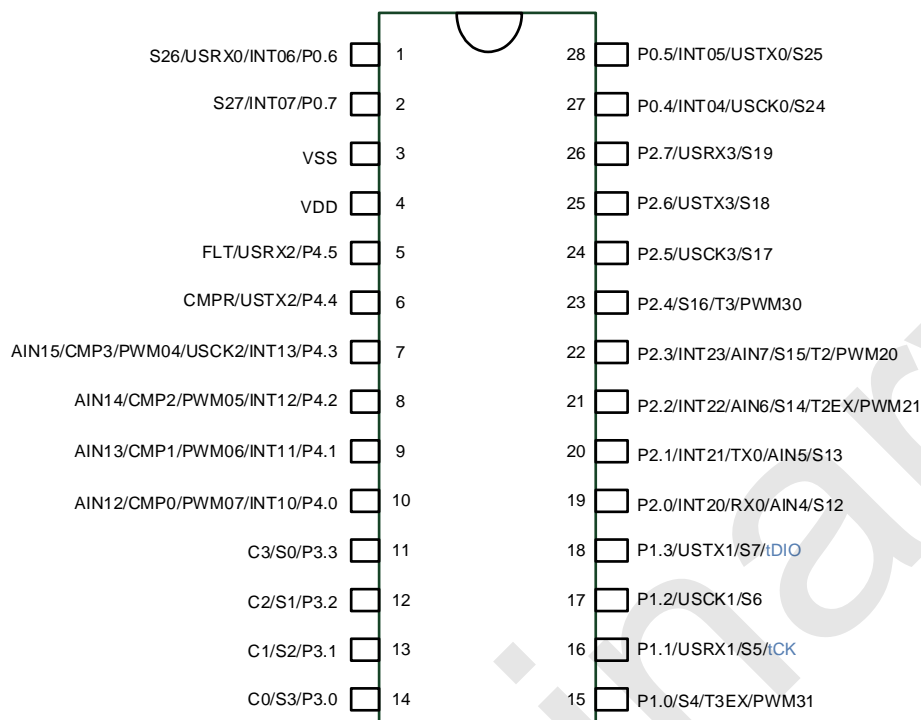 S26/USRX0/INT06/P0.6 1 28 P0.5/INT05/USTX0/S25
S27/INT07/P0.7 2 27 P0.4/INT04/USCK0/S24
VSS 3 26 P2.7/USRX3/S19
VDD 4 25 P2.6/USTX3/S18
FLT/USRX2/P4.5 5 24 P2.5/USCK3/S17
CMPR/USTX2/P4.4 6 23 P2.4/S16/T3/PWM30
AIN15/CMP3/PWM04/USCK2/INT13/P4.3 7 22 P2.3/INT23/AIN7/S15/T2/PWM20
AIN14/CMP2/PWM05/INT12/P4.2 8 21 P2.2/INT22/AIN6/S14/T2EX/PWM21
AIN13/CMP1/PWM06/INT11/P4.1 9 20 P2.1/INT21/TX0/AIN5/S13
AIN12/CMP0/PWM07/INT10/P4.0 10 19 P2.0/INT20/RX0/AIN4/S12
C3/S0/P3.3 11 18 P1.3/USTX1/S7/tDIO
C2/S1/P3.2 12 17 P1.2/USCK1/S6
C1/S2/P3.1 13 16 P1.1/USRX1/S5/tCK
C0/S3/P3.0 14 15 P1.0/S4/T3EX/PWM31